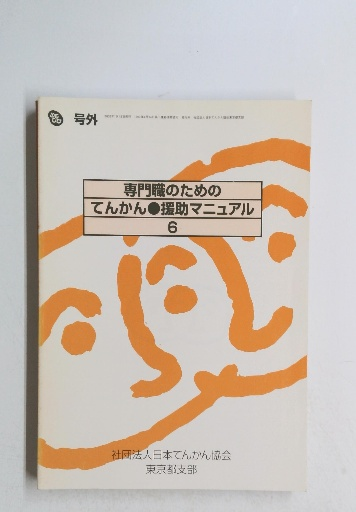 号外
専門職のための
てんかん●援助マニュアル
6
社団法人日本てんかん協会
東京都支部